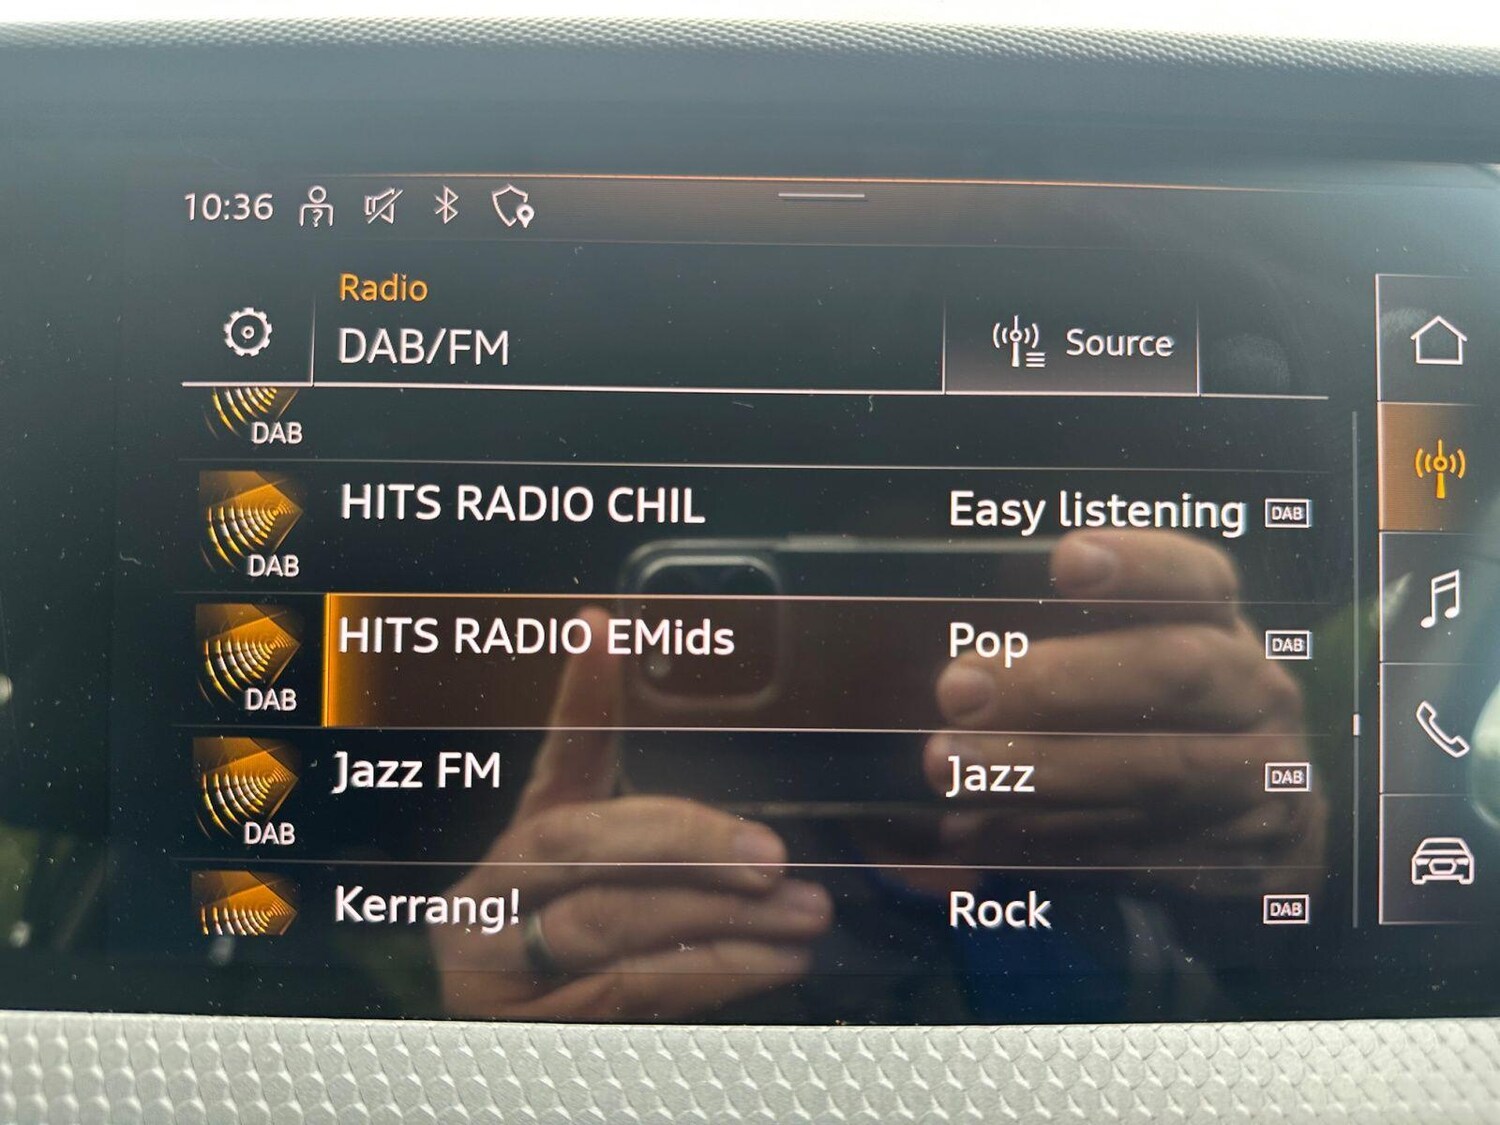 10:36
Radio
DAB/FM
Source
DAB
HITS RADIO CHIL Easy listening DAB
DAB
HITS RADIO EMids Pop DAB
DAB
Jazz FM Jazz DAB
DAB
Kerrang! Rock DAB